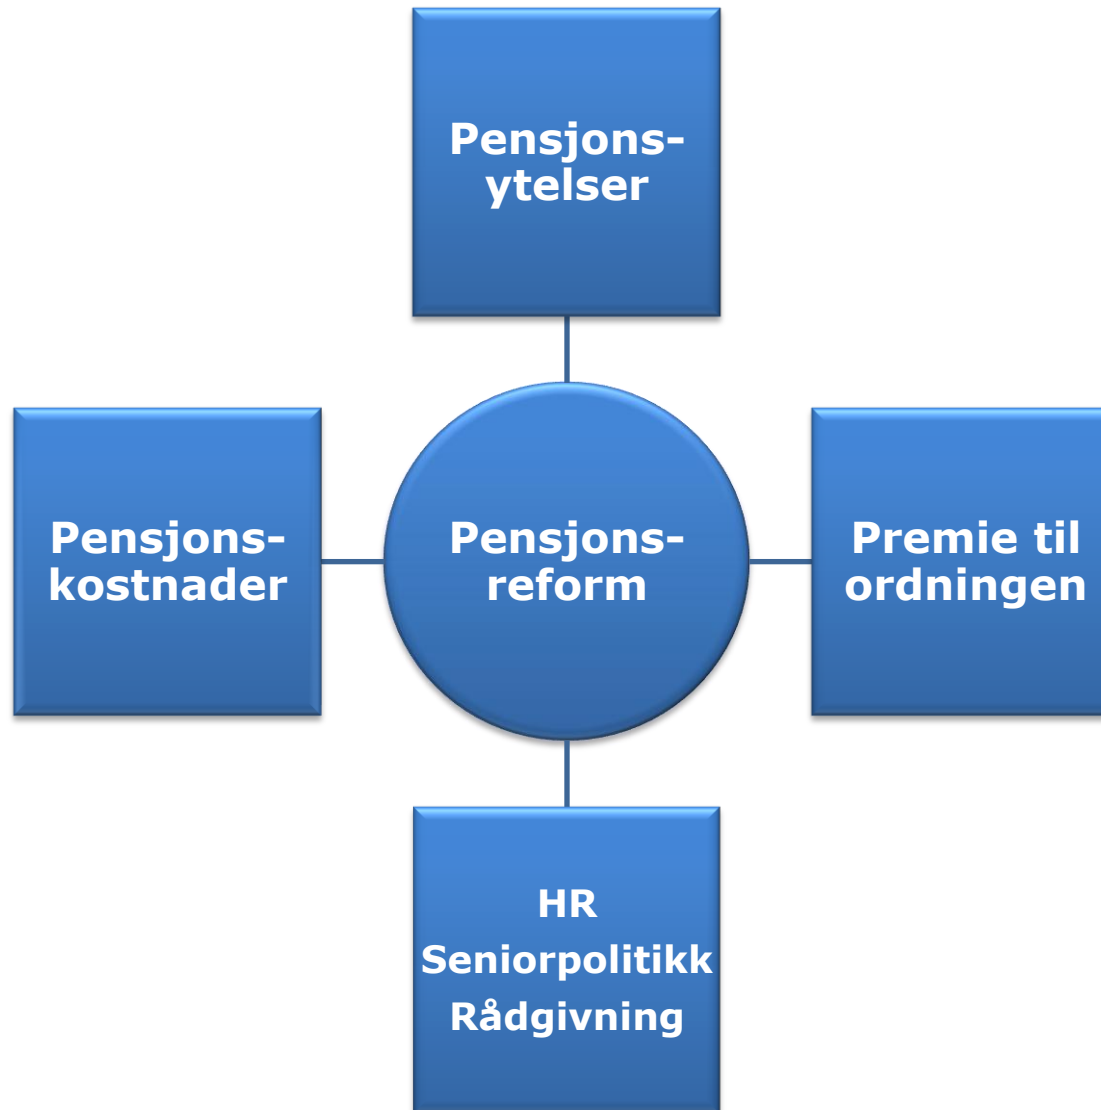 Pensjons-
ytelser
Pensjons-
kostnader
Pensjons-
reform
Premie til
ordningen
HR
Seniorpolitikk
Rådgivning